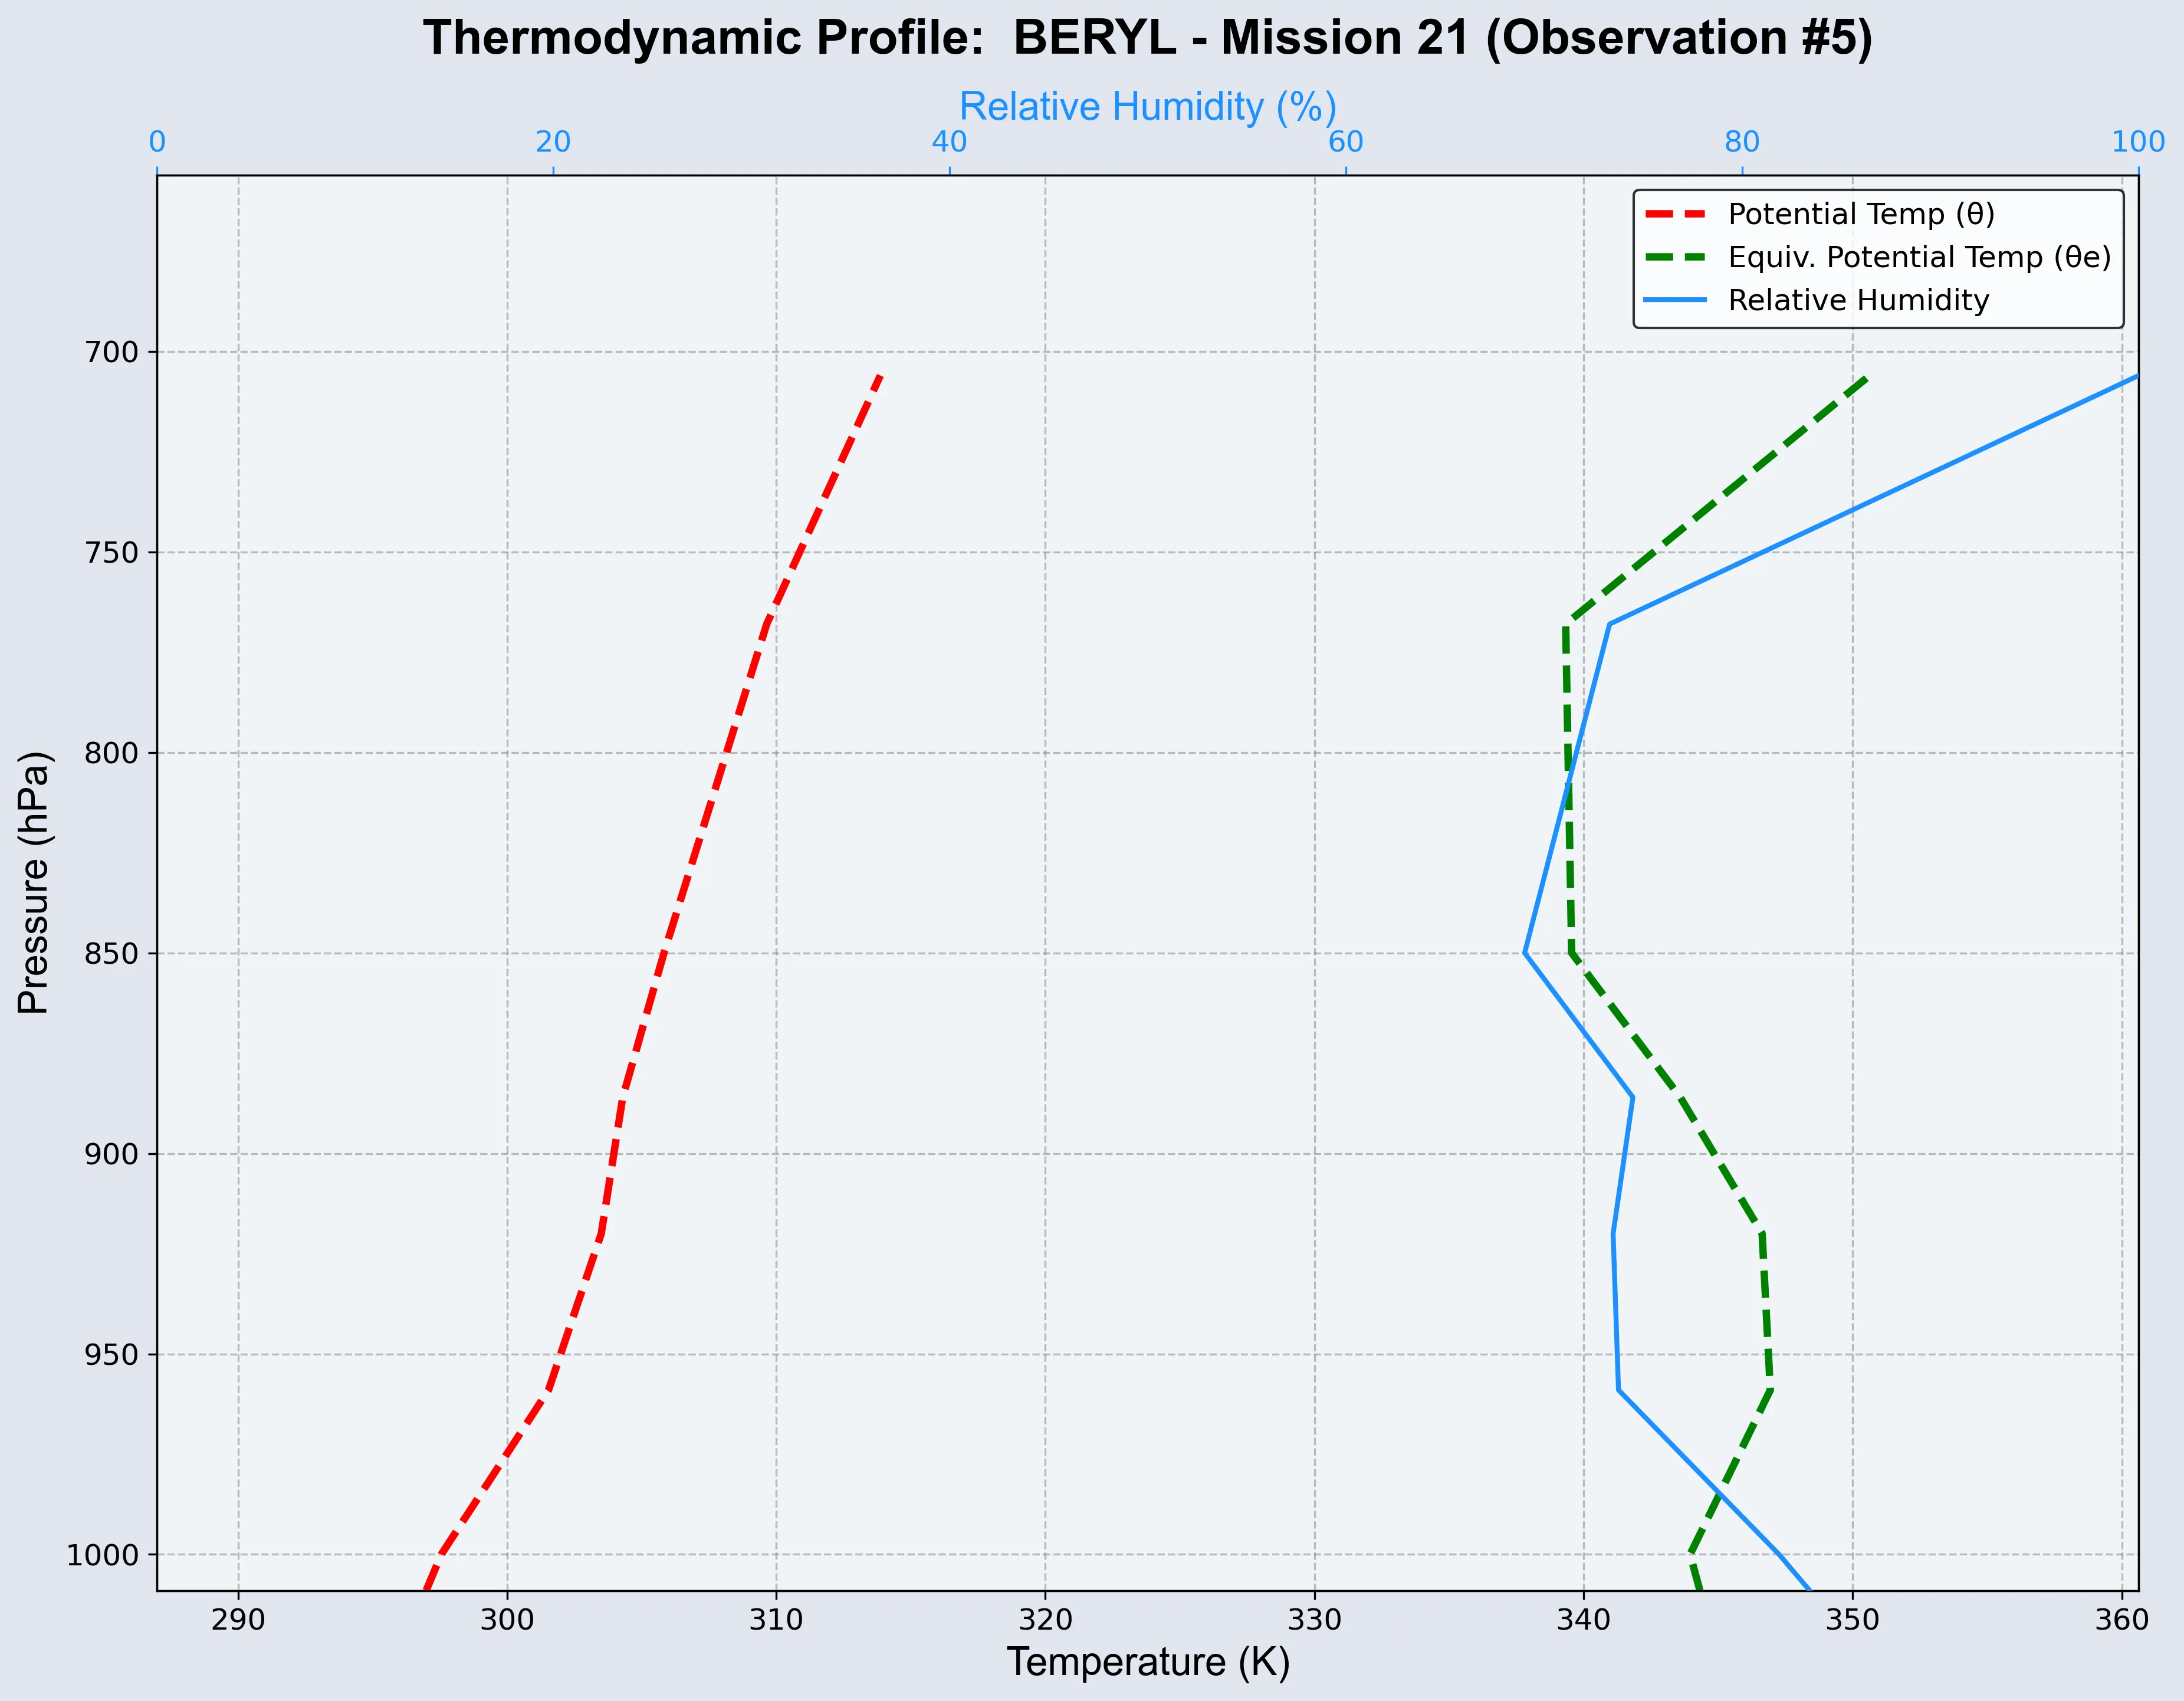 Thermodynamic Profile:  BERYL - Mission 21 (Observation #5)
Relative Humidity (%)
0 20 40 60 80 100
Potential Temp (θ)
Equiv. Potential Temp (θe)
Relative Humidity
Pressure (hPa)
700
750
800
850
900
950
1000
290 300 310 320 330 340 350 360
Temperature (K)